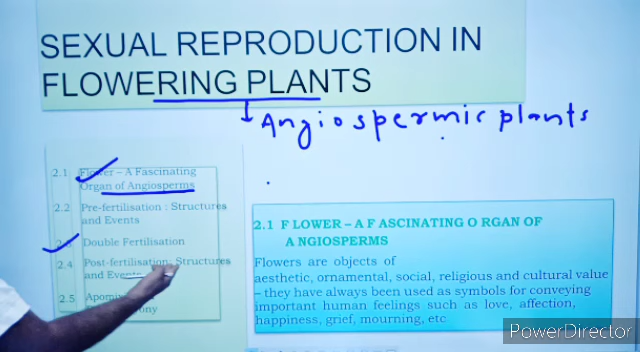 SEXUAL REPRODUCTION IN
FLOWERING PLANTS
Angiospermic plants
2.1 Flower – A Fascinating
Organ of Angiosperms
2.2 Pre-fertilisation : Structures
and Events
Double Fertilisation
2.4 Post-fertilisation: Structures
and Events
2.5
2.1 F LOWER – A F ASCINATING O RGAN OF
A NGIOSPERMS
Flowers are objects of
aesthetic, ornamental, social, religious and cultural value
– they have always been used as symbols for conveying
important human feelings such as love, affection,
happiness, grief, mourning, etc
PowerDirector